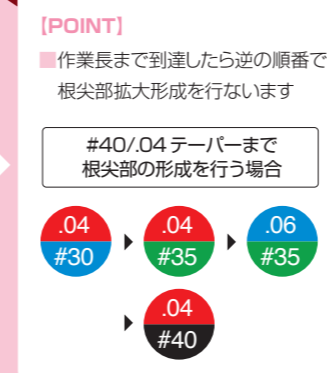 【POINT】
■作業長まで到達したら逆の順番で
根尖部拡大形成を行ないます
#40/.04テーパーまで
根尖部の形成を行う場合
.04
#30
.04
#35
.06
#35
.04
#40